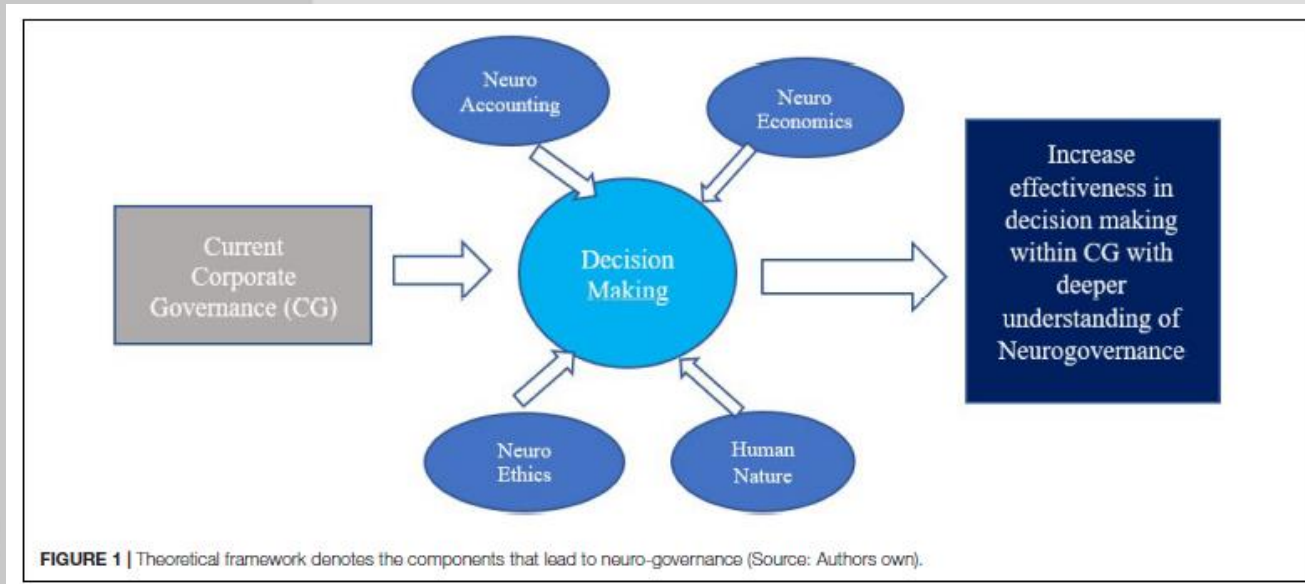 Neuro
Accounting
Neuro
Economics
Current
Corporate
Governance (CG)
Decision
Making
Increase
effectiveness in
decision making
within CG with
deeper
understanding of
Neurogovernance
Neuro
Ethics
Human
Nature
FIGURE 1 | Theoretical framework denotes the components that lead to neuro-governance (Source: Authors own).